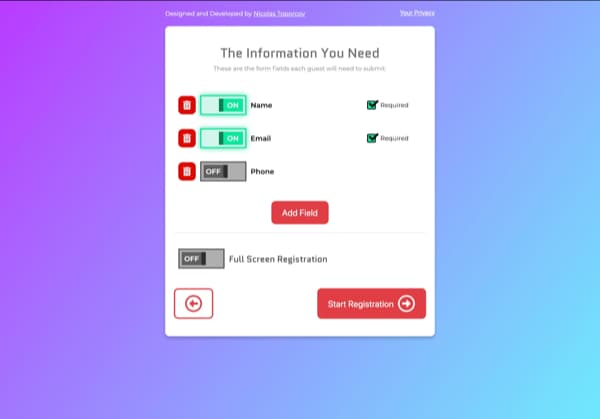 Designed and Developed by Nicolas Toporcov
Your Privacy
The Information You Need
These are the form fields each guest will need to submit.
ON Name Required
ON Email Required
OFF Phone
Add Field
OFF Full Screen Registration
Start Registration